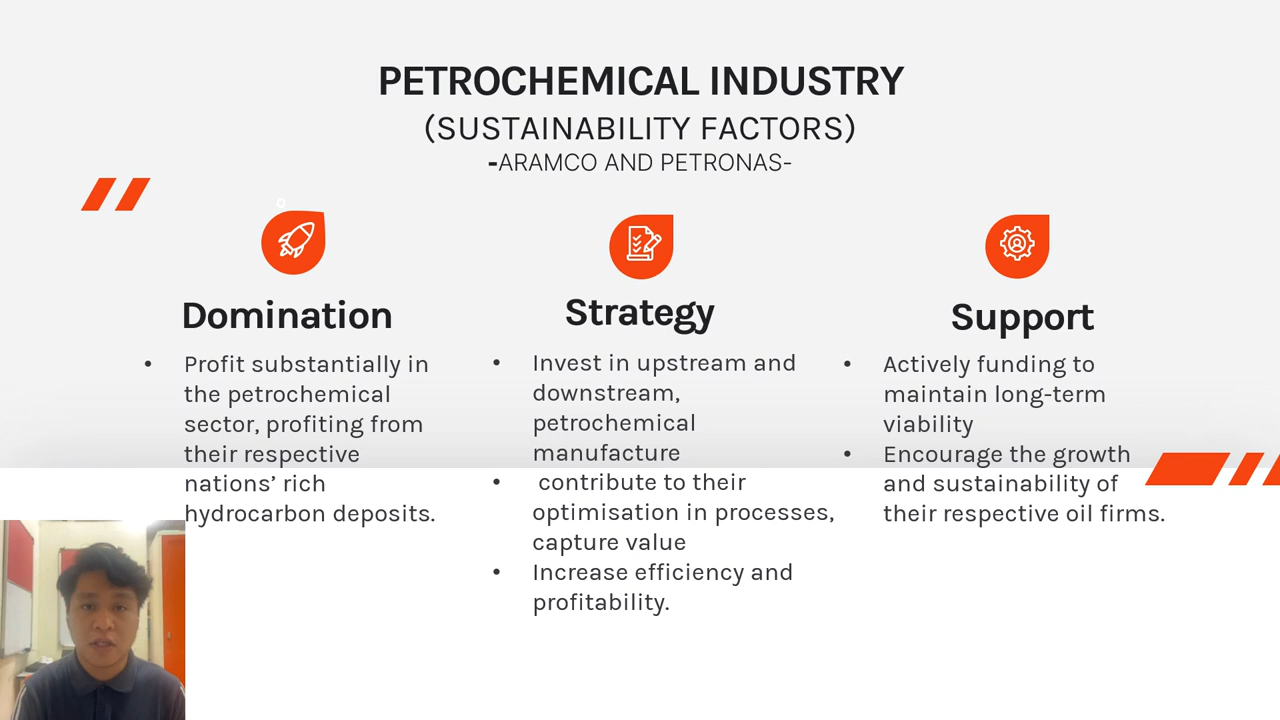 PETROCHEMICAL INDUSTRY
(SUSTAINABILITY FACTORS)
-ARAMCO AND PETRONAS-
Domination
• Profit substantially in
the petrochemical
sector, profiting from
their respective
nations’ rich
hydrocarbon deposits.
Strategy
• Invest in upstream and
downstream,
petrochemical
manufacture
• contribute to their
optimisation in processes,
capture value
• Increase efficiency and
profitability.
Support
• Actively funding to
maintain long-term
viability
• Encourage the growth
and sustainability of
their respective oil firms.